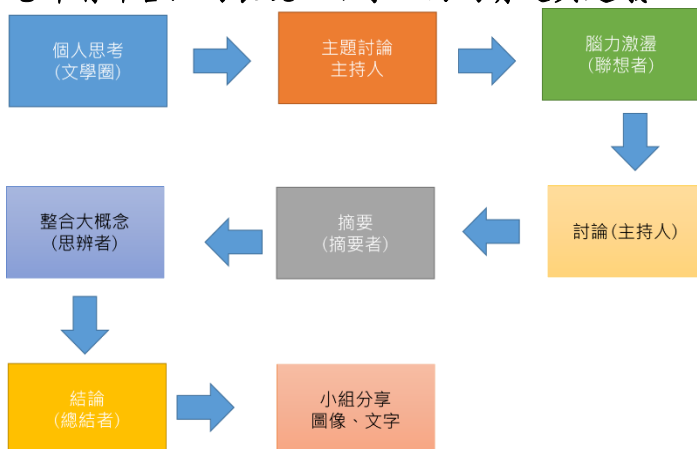 個人思考
(文學圈)
主題討論
主持人
腦力激盪
(聯想者)
討論(主持人)
摘要
(摘要者)
整合大概念
(思辨者)
結論
(總結者)
小組分享
圖像、文字